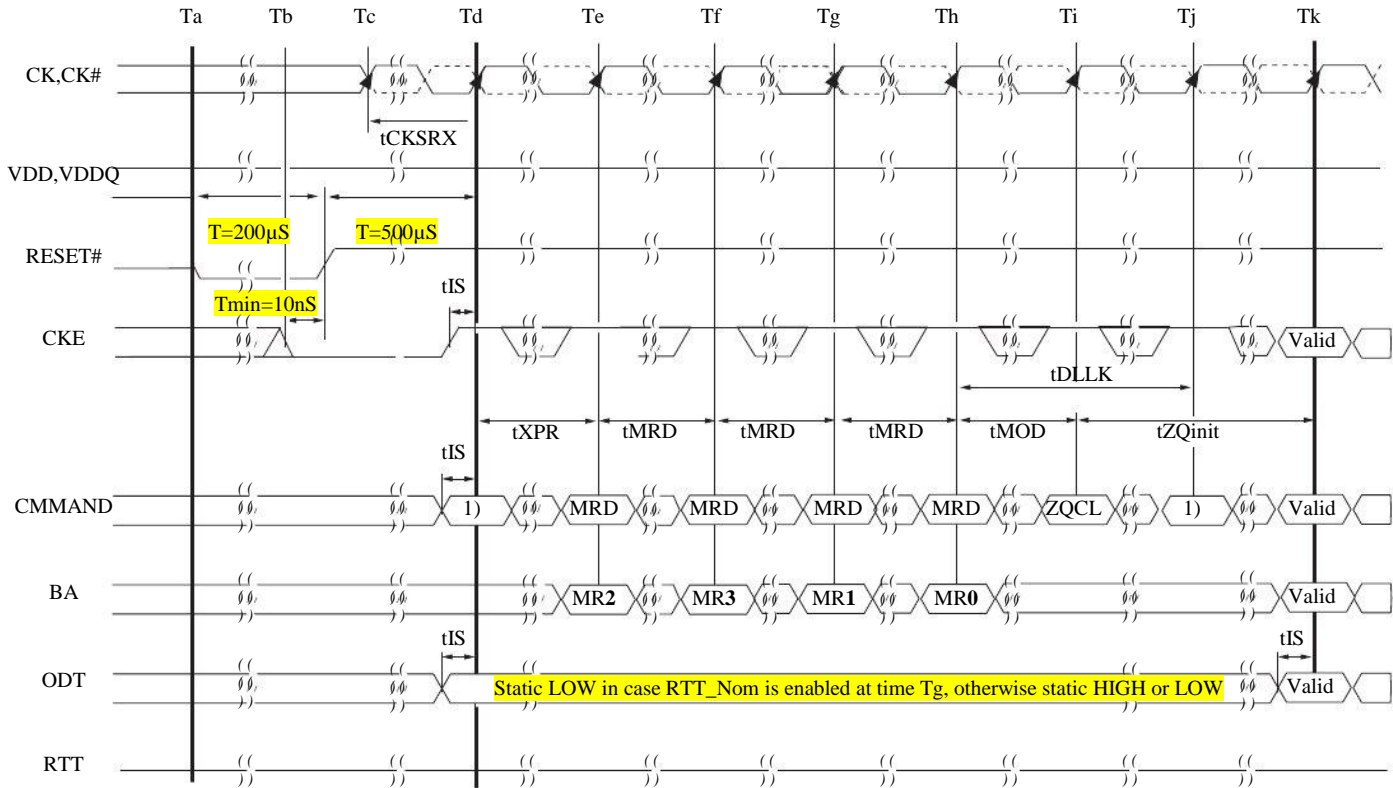 Ta Tb Tc Td Te Tf Tg Th Ti Tj Tk
CK,CK#
tCKSRX
VDD,VDDQ
T=200µS T=500µS
RESET#
Tmin=10nS tIS
CKE Valid
tDLLK
tXPR tMRD tMRD tMRD tMOD tZQinit
tIS
CMMAND 1) MRD MRD MRD MRD ZQCL 1) Valid
BA MR2 MR3 MR1 MR0 Valid
tIS tIS
ODT Static LOW in case RTT_Nom is enabled at time Tg, otherwise static HIGH or LOW Valid
RTT